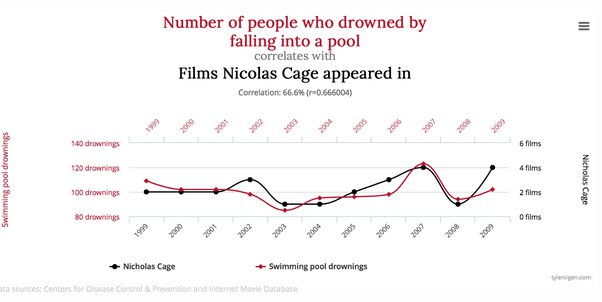 Number of people who drowned by
falling into a pool
correlates with
Films Nicolas Cage appeared in
Correlation: 66.6% (r=0.666004)
1999 2000 2001 2002 2003 2004 2005 2006 2007 2008 2009
140 drownings 6 films
120 drownings 4 films
100 drownings 2 films
80 drownings 0 films
Swimming pool drownings
Nicholas Cage
1999 2000 2001 2002 2003 2004 2005 2006 2007 2008 2009
Nicholas Cage Swimming pool drownings
tylervigen.com
ata sources: Centers for Disease Control & Prevention and Internet Movie Database